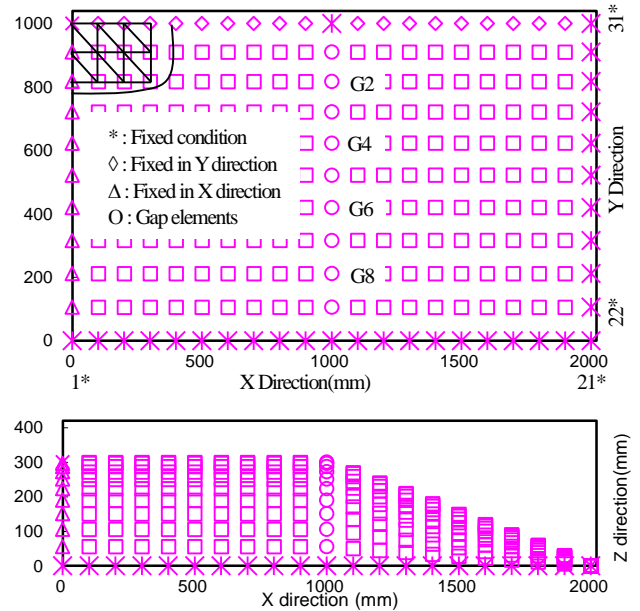 1000
800
600
400
200
0
G2
G4
G6
G8
* : Fixed condition
◊ : Fixed in Y direction
Δ : Fixed in X direction
O : Gap elements
31*
Y Direction
22*
0
500
1000
1500
2000
1*
X Direction(mm)
21*
400
300
200
100
0
Z direction(mm)
0
500
1000
1500
2000
X direction (mm)